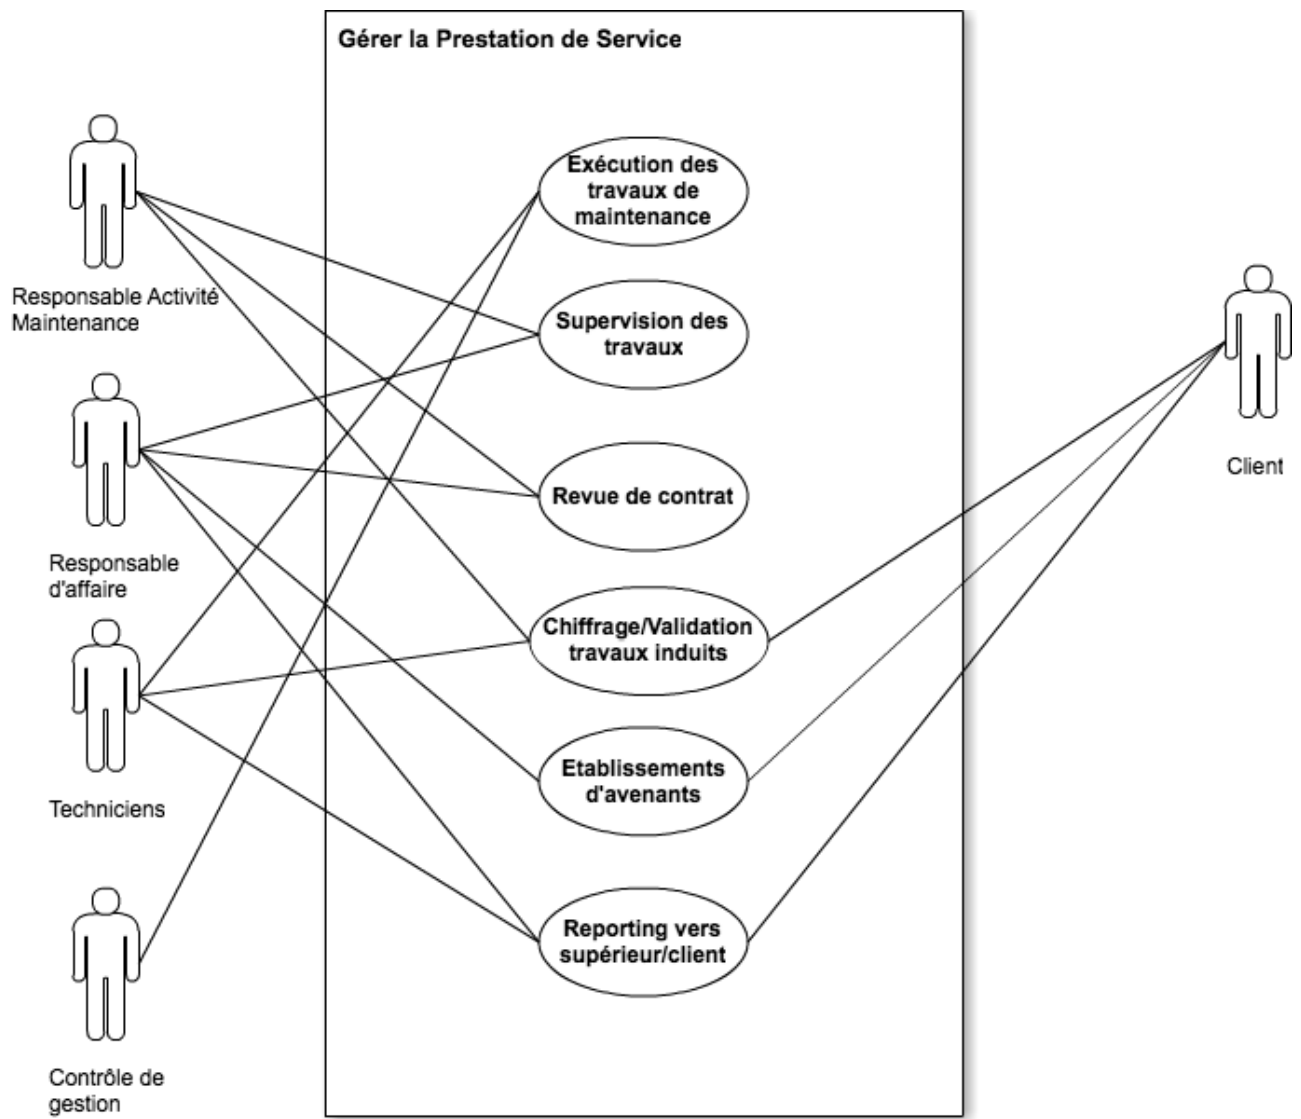 Gérer la Prestation de Service
Exécution des
travaux de
maintenance
Responsable Activité
Maintenance
Supervision des
travaux
Client
Revue de contrat
Responsable
d'affaire
Chiffrage/Validation
travaux induits
Techniciens
Etablissements
d'avenants
Reporting vers
supérieur/client
Contrôle de
gestion